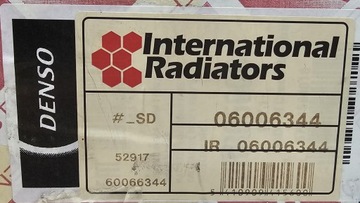 DENSO
International
Radiators
#_SD
06006344
IR 06006344
52917
60066344